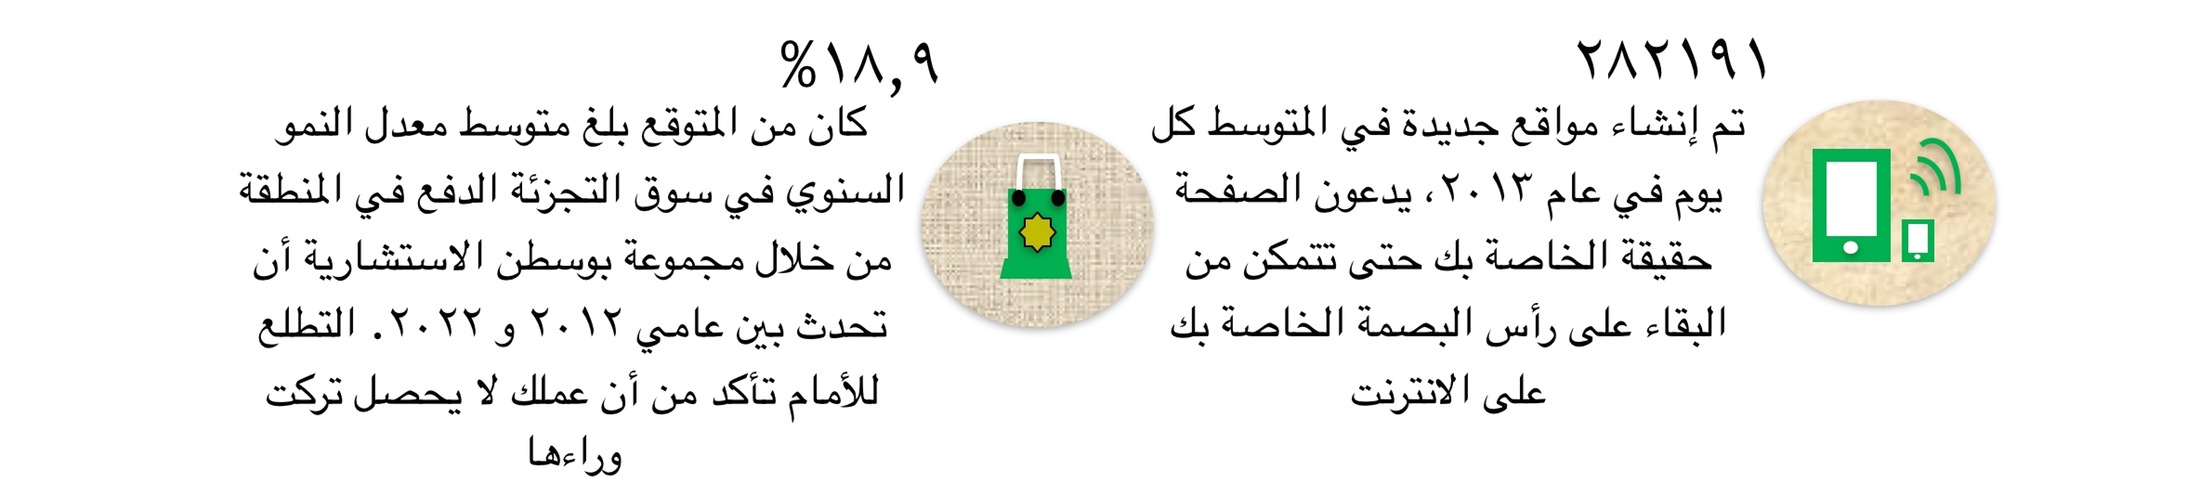 ٢٨٢١٩١
تم إنشاء مواقع جديدة في المتوسط كل
يوم في عام ٢٠١٣، يدعون الصفحة
حقيقة الخاصة بك حتى تتمكن من
البقاء على رأس البصمة الخاصة بك
على الانترنت
%١٨,٩
كان من المتوقع بلغ متوسط معدل النمو
السنوي في سوق التجزئة الدفع في المنطقة
من خلال مجموعة بوسطن الاستشارية أن
تحدث بين عامي ٢٠١٢ و ٢٠٢٢. التطلع
للأمام تأكد من أن عملك لا يحصل تركت
وراءها